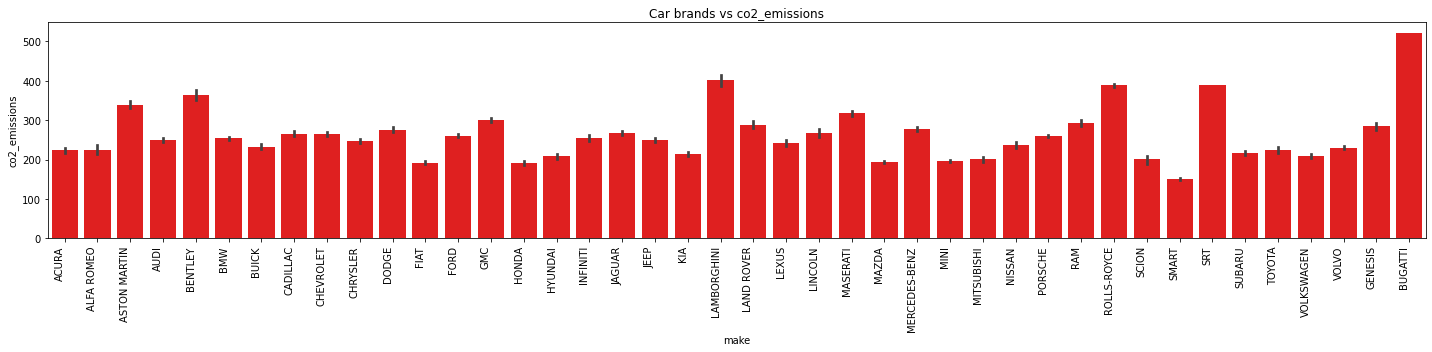 Car brands vs co2_emissions
co2_emissions
500
400
300
200
100
0
ACURA
ALFA ROMEO
ASTON MARTIN
AUDI
BENTLEY
BMW
BUICK
CADILLAC
CHEVROLET
CHRYSLER
DODGE
FIAT
FORD
GMC
HONDA
HYUNDAI
INFINITI
JAGUAR
JEEP
KIA
LAMBORGHINI
LAND ROVER
LEXUS
LINCOLN
MASERATI
MAZDA
MERCEDES-BENZ
MINI
MITSUBISHI
NISSAN
PORSCHE
RAM
ROLLS-ROYCE
SCION
SMART
SRT
SUBARU
TOYOTA
VOLKSWAGEN
VOLVO
GENESIS
BUGATTI
make